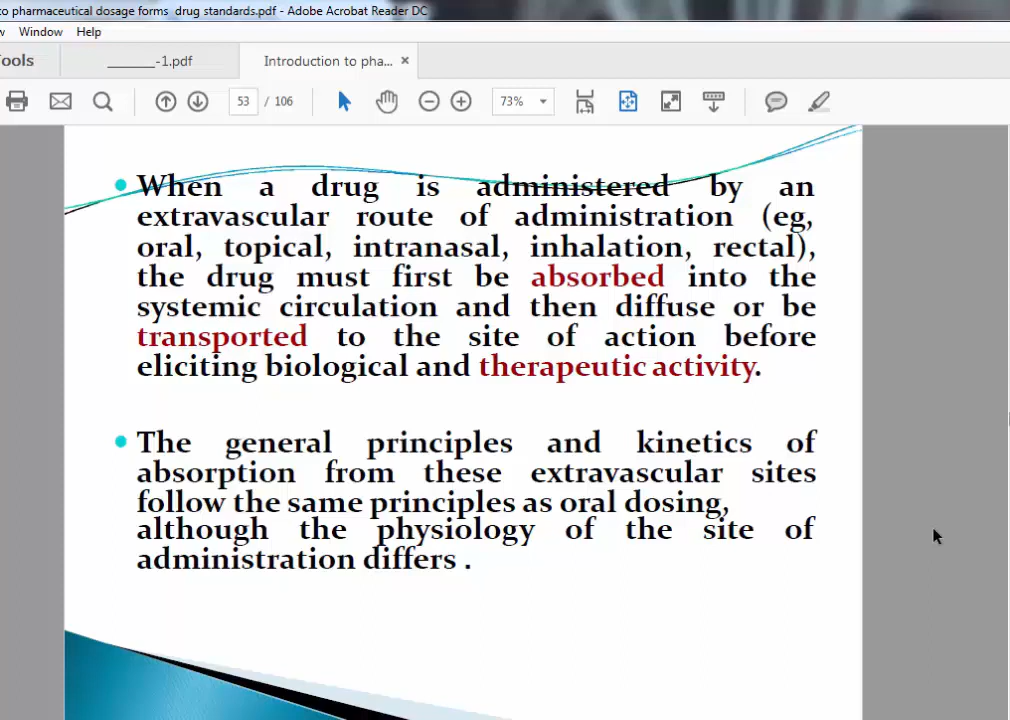 to pharmaceutical dosage forms drug standards.pdf - Adobe Acrobat Reader DC
Window Help
Tools
_______-1.pdf
Introduction to pha... ×
53 / 106
73%
• When a drug is administered by an
extravascular route of administration (eg,
oral, topical, intranasal, inhalation, rectal),
the drug must first be absorbed into the
systemic circulation and then diffuse or be
transported to the site of action before
eliciting biological and therapeutic activity.
• The general principles and kinetics of
absorption from these extravascular sites
follow the same principles as oral dosing,
although the physiology of the site of
administration differs .